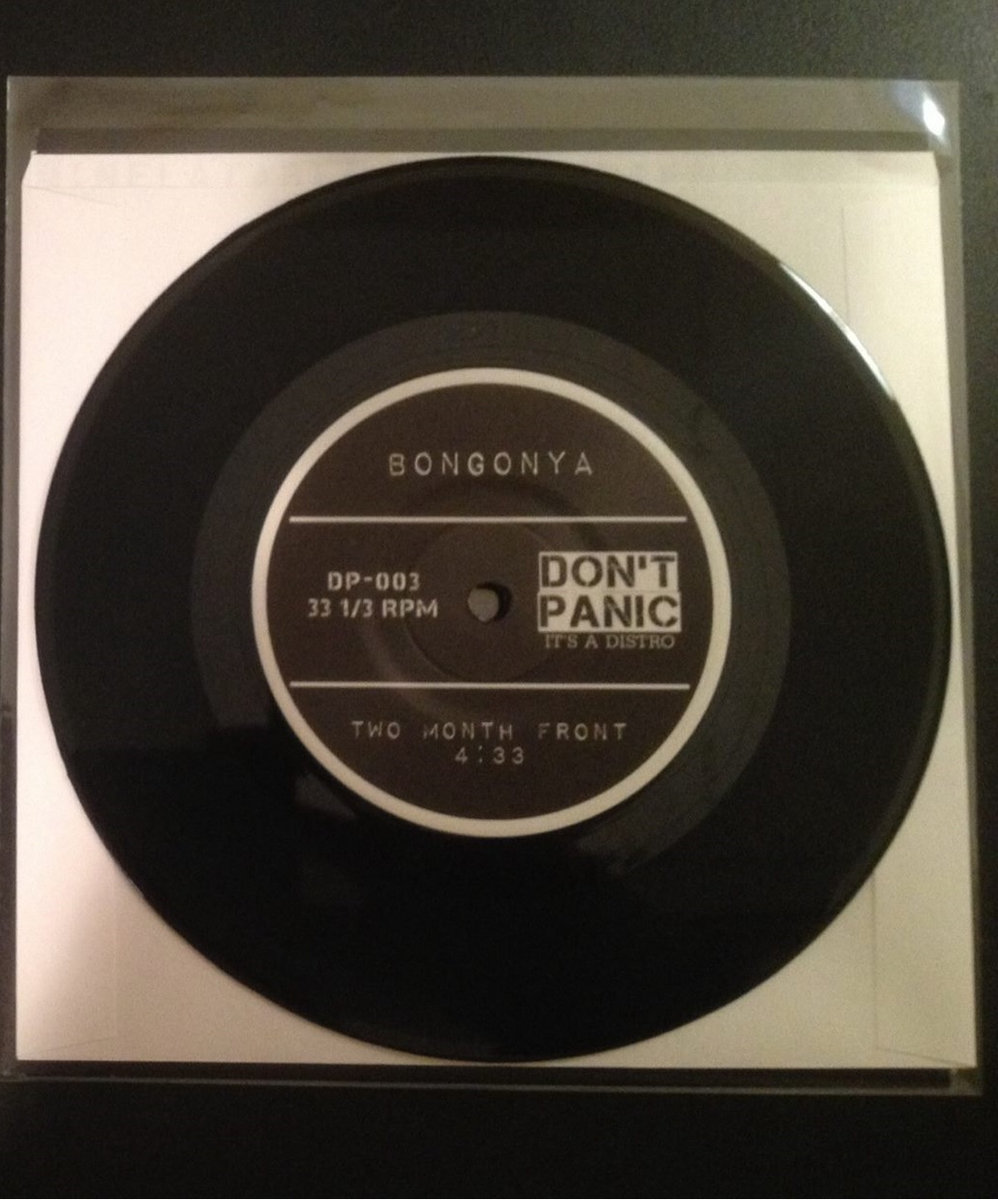 BONGONYA
DP-003
33 1/3 RPM
DON'T
PANIC
IT'S A DISTRO
TWO MONTH FRONT
4:33